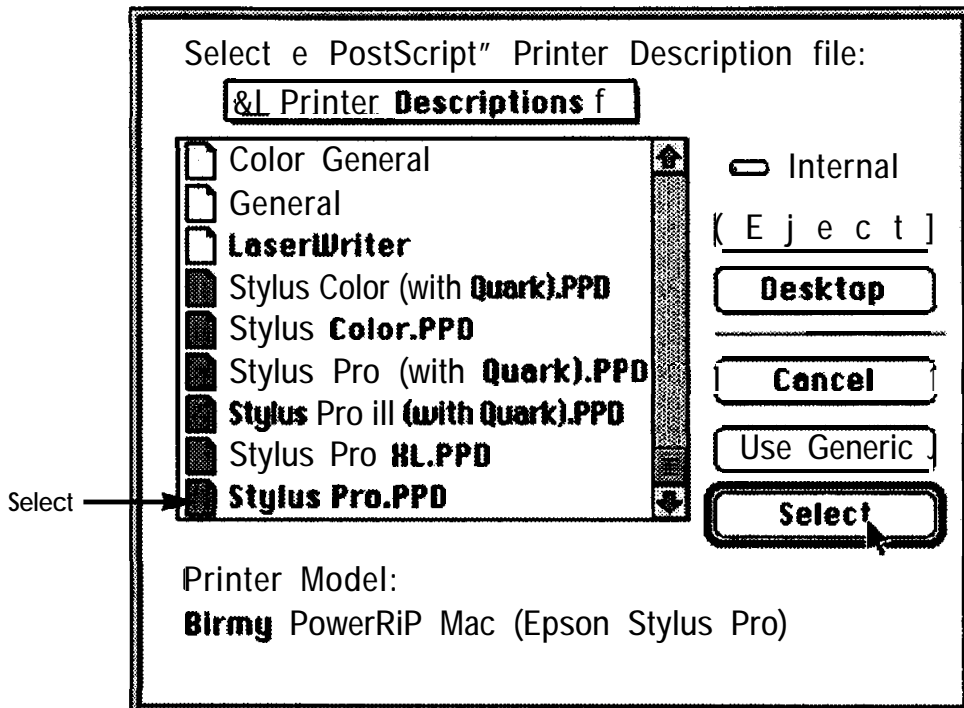 Select e PostScript" Printer Description file:
&L Printer Descriptions f
Color General
General
LaserWriter
Stylus Color (with Quark).PPD
Stylus Color.PPD
Stylus Pro (with Quark).PPD
Stylus Pro ill (with Quark).PPD
Stylus Pro XL.PPD
Stylus Pro.PPD
Internal
( E j e c t ]
Desktop
Cancel
Use Generic
Select
Select
Printer Model:
Birmy PowerRiP Mac (Epson Stylus Pro)